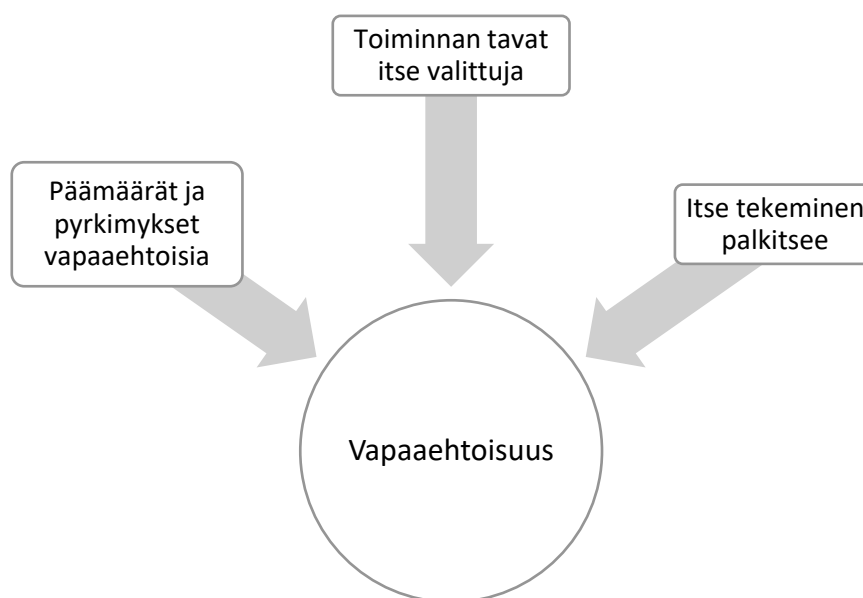 Toiminnan tavat
itse valittuja
Päämäärät ja
pyrkimykset
vapaaehtoisia
Itse tekeminen
palkitsee
Vapaaehtoisuus